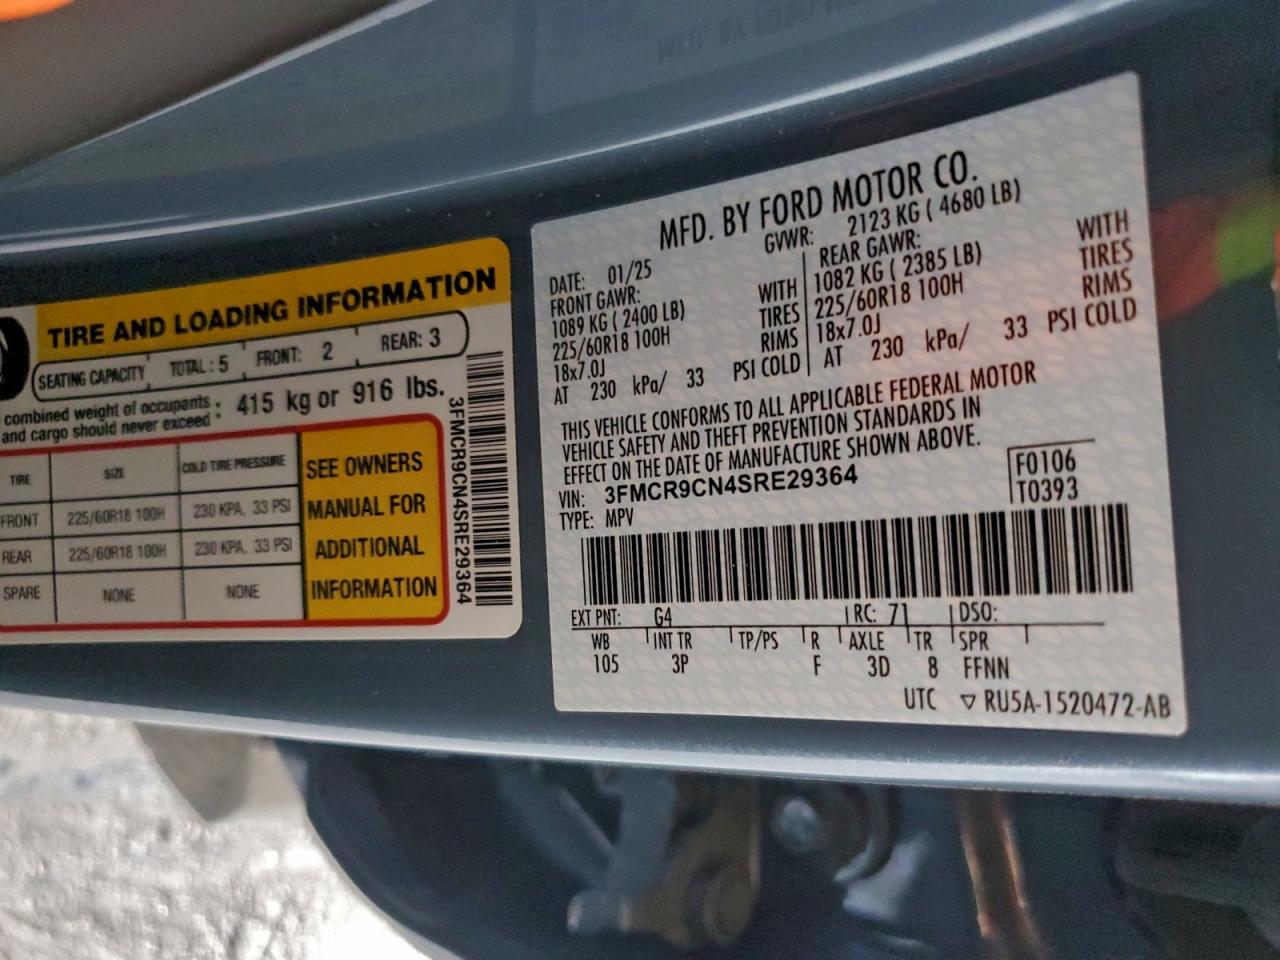 TIRE AND LOADING INFORMATION
SEATING CAPACITY TOTAL: 5 FRONT: 2 REAR: 3
combined weight of occupants : 415 kg or 916 lbs.
and cargo should never exceed :
TIRE SIZE COLD TIRE PRESSURE
FRONT 225/60R18 100H 230 KPA, 33 PSI
REAR 225/60R18 100H 230 KPA, 33 PSI
SPARE NONE NONE
SEE OWNERS
MANUAL FOR
ADDITIONAL
INFORMATION
3FMCR9CN4SRE29364
MFD. BY FORD MOTOR CO.
DATE: 01/25 GVWR: 2123 KG ( 4680 LB)
FRONT GAWR:
1089 KG ( 2400 LB) WITH
225/60R18 100H TIRES
18x7.0J RIMS
AT 230 kPa/ 33 PSI COLD
REAR GAWR:
1082 KG ( 2385 LB) WITH
225/60R18 100H TIRES
18x7.0J RIMS
AT 230 kPa/ 33 PSI COLD
THIS VEHICLE CONFORMS TO ALL APPLICABLE FEDERAL MOTOR
VEHICLE SAFETY AND THEFT PREVENTION STANDARDS IN
EFFECT ON THE DATE OF MANUFACTURE SHOWN ABOVE.
VIN: 3FMCR9CN4SRE29364
TYPE: MPV
F0106
T0393
EXT PNT: G4 RC: 71 DSO:
WB INT TR TP/PS R AXLE TR SPR
105 3P F 3D 8 FFNN
UTC ▽ RU5A-1520472-AB